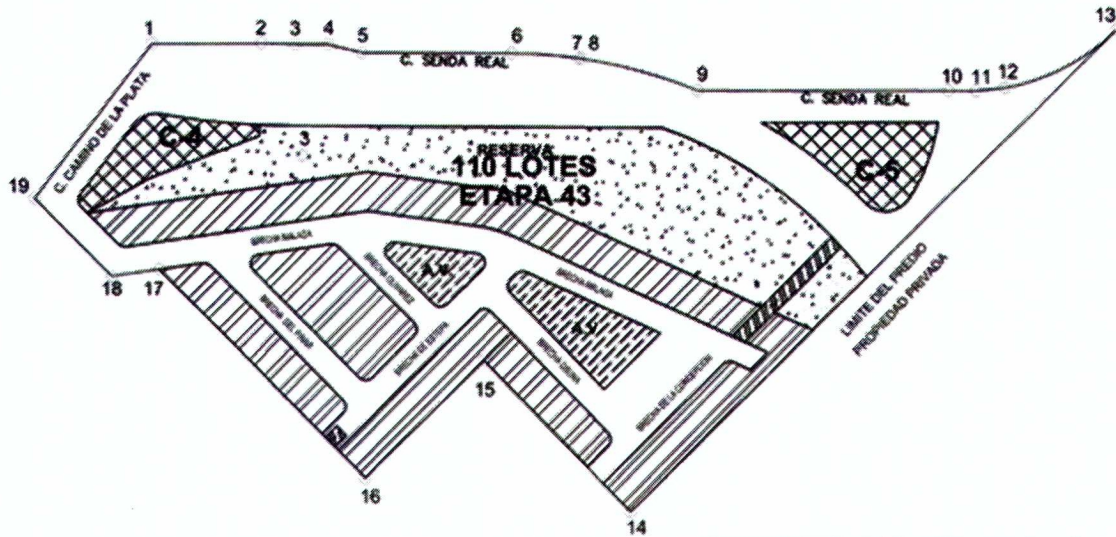 1
2
3
4
5
6
7
8
9
10
11
12
13
C. SENDA REAL
C. SENDA REAL
C. CAMINO DE LA PLATA
C-4
3
RESERVA
110 LOTES
ETAPA 43
C-5
19
BRECHA MALAGA
A.V.
BRECHA MALAGA
A.V.
LIMITE DEL PREDIO
PROPIEDAD PRIVADA
18
17
BRECHA DEL PINAR
BRECHA DE ESTEPA
BRECHA DE LA CONCEPCION
15
16
14